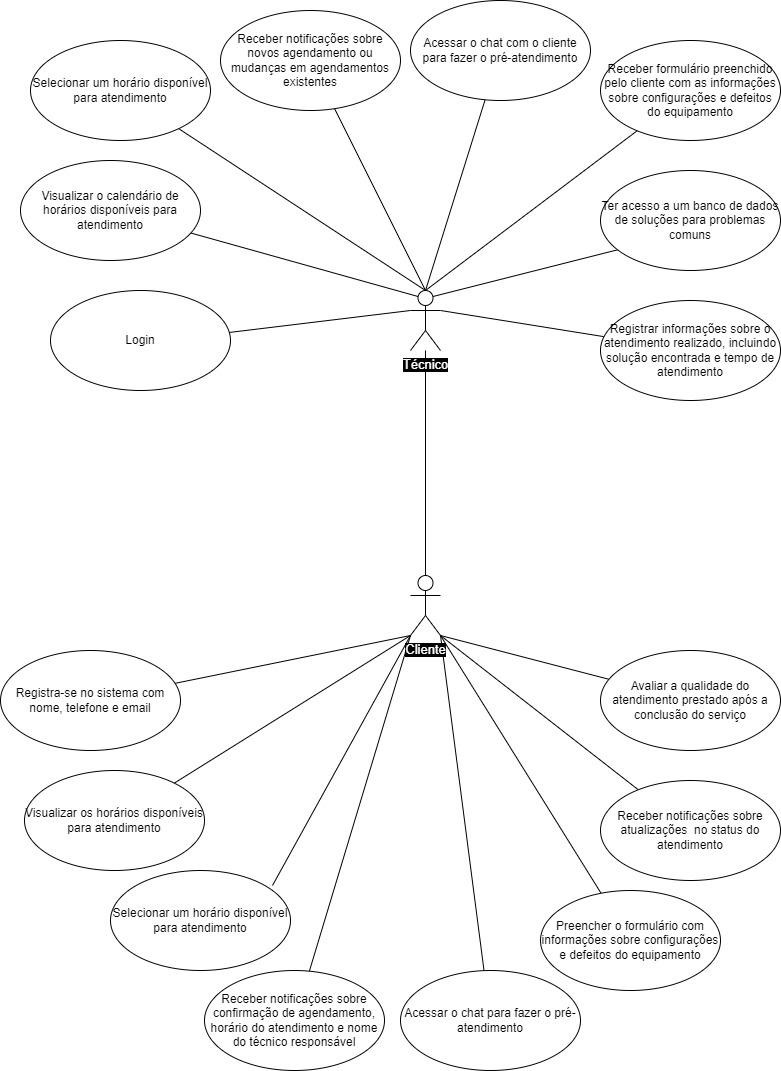 Receber notificações sobre
novos agendamento ou
mudanças em agendamentos
existentes
Acessar o chat com o cliente
para fazer o pré-atendimento
Selecionar um horário disponível
para atendimento
Receber formulário preenchido
pelo cliente com as informações
sobre configurações e defeitos
do equipamento
Visualizar o calendário de
horários disponíveis para
atendimento
Ter acesso a um banco de dados
de soluções para problemas
comuns
Login
Registrar informações sobre o
atendimento realizado, incluindo
solução encontrada e tempo de
atendimento
Técnico
Cliente
Registra-se no sistema com
nome, telefone e email
Avaliar a qualidade do
atendimento prestado após a
conclusão do serviço
Visualizar os horários disponíveis
para atendimento
Receber notificações sobre
atualizações  no status do
atendimento
Selecionar um horário disponível
para atendimento
Preencher o formulário com
informações sobre configurações
e defeitos do equipamento
Receber notificações sobre
confirmação de agendamento,
horário do atendimento e nome
do técnico responsável
Acessar o chat para fazer o pré-
atendimento